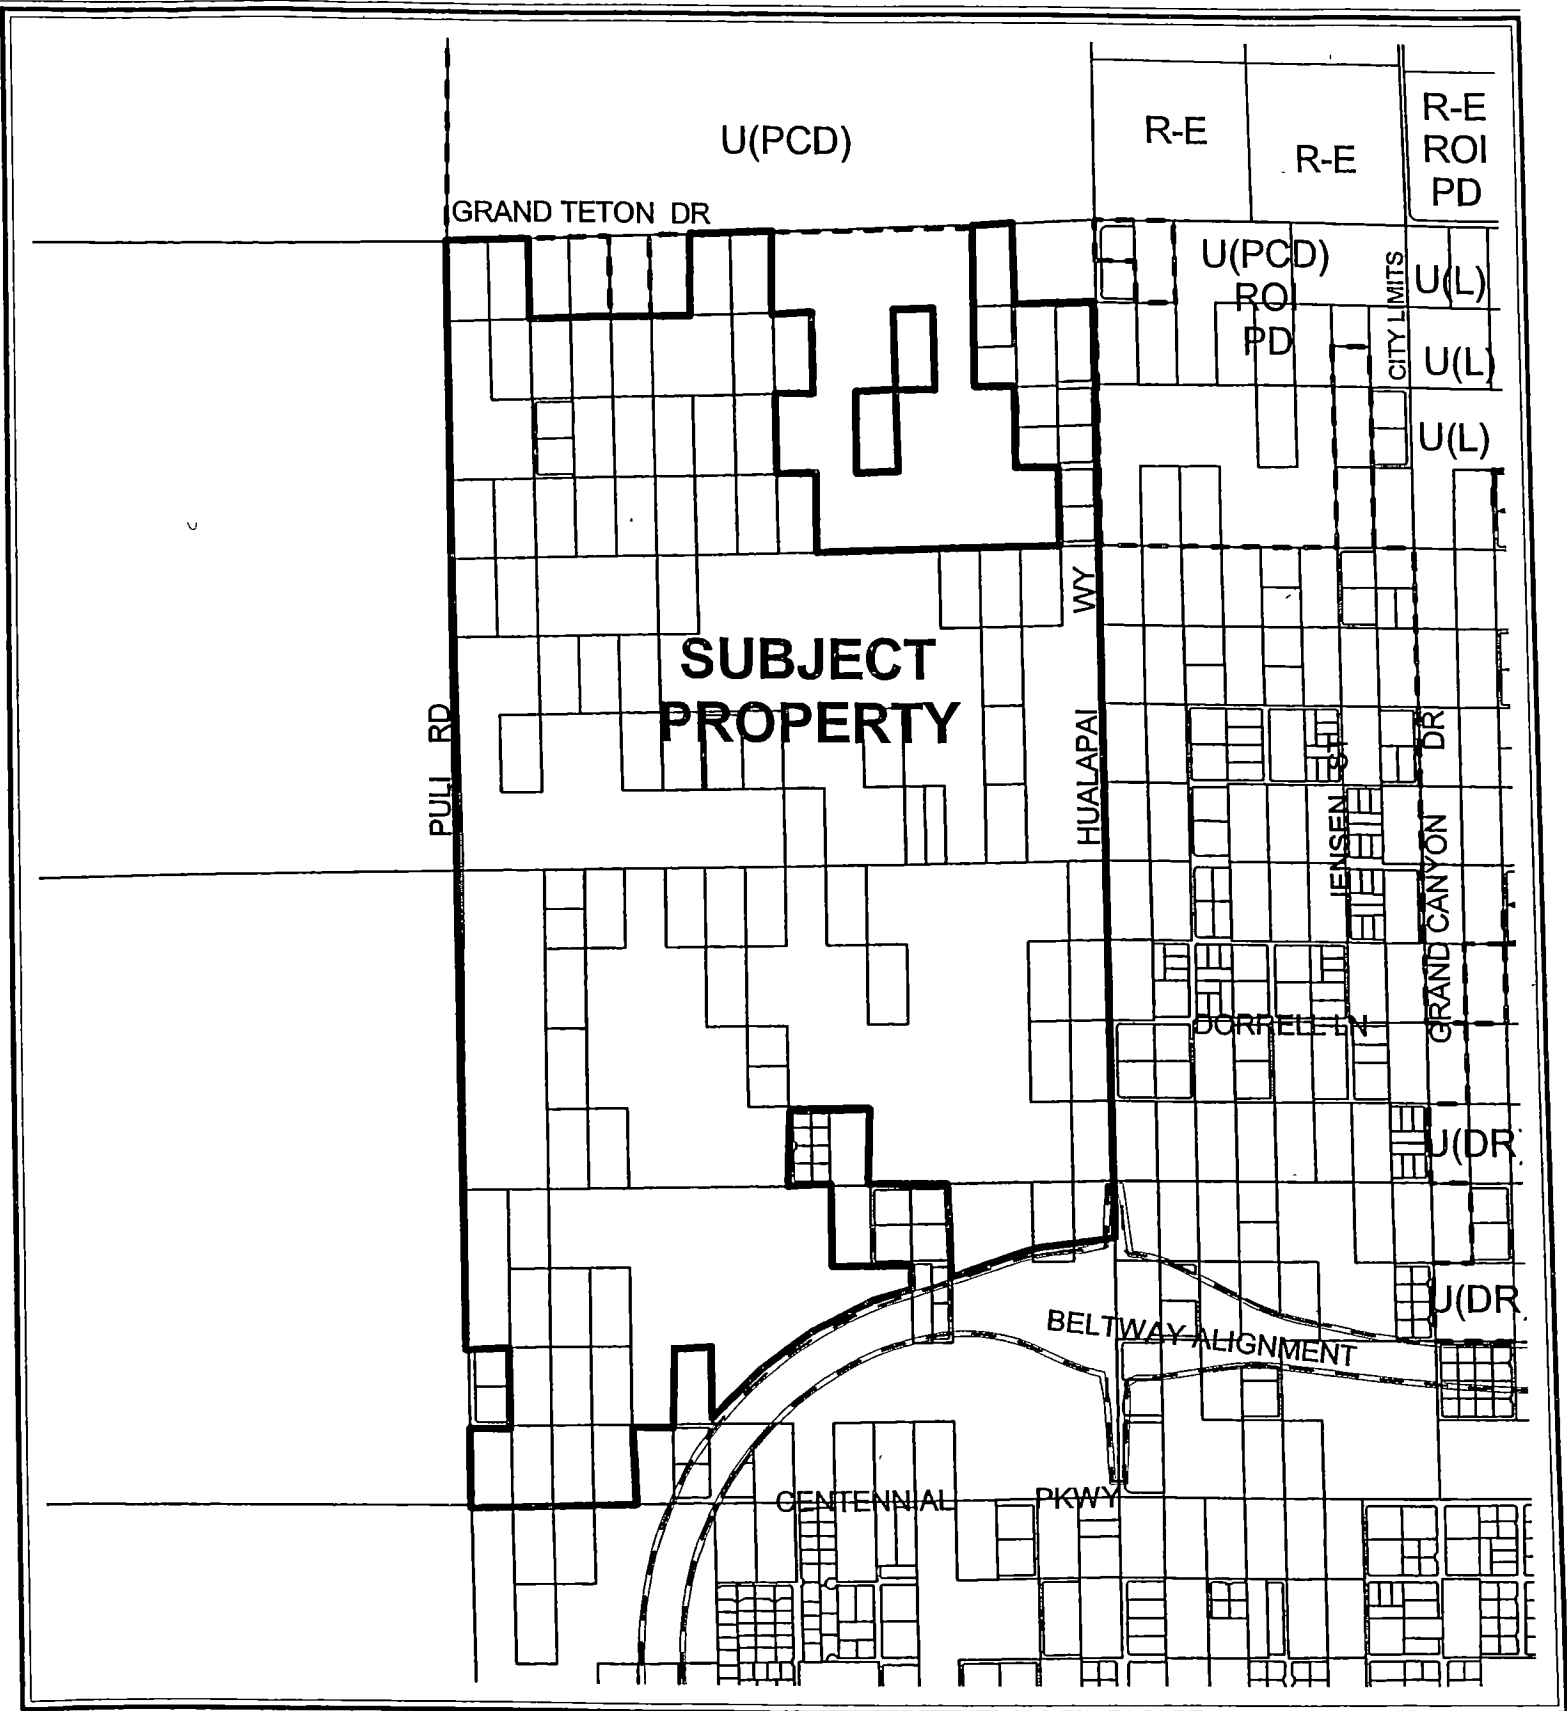 U(PCD)
R-E
R-E
R-E
ROI
PD
GRAND TETON DR
U(PCD)
ROI
PD
CITY LIMITS
U(L)
U(L)
U(L)
SUBJECT
PROPERTY
PULI RD
HUALAPAI WY
JENSEN ST
GRAND CANYON DR
DORRELL LN
U(DR
U(DR
BELTWAY ALIGNMENT
CENTENNIAL PKWY